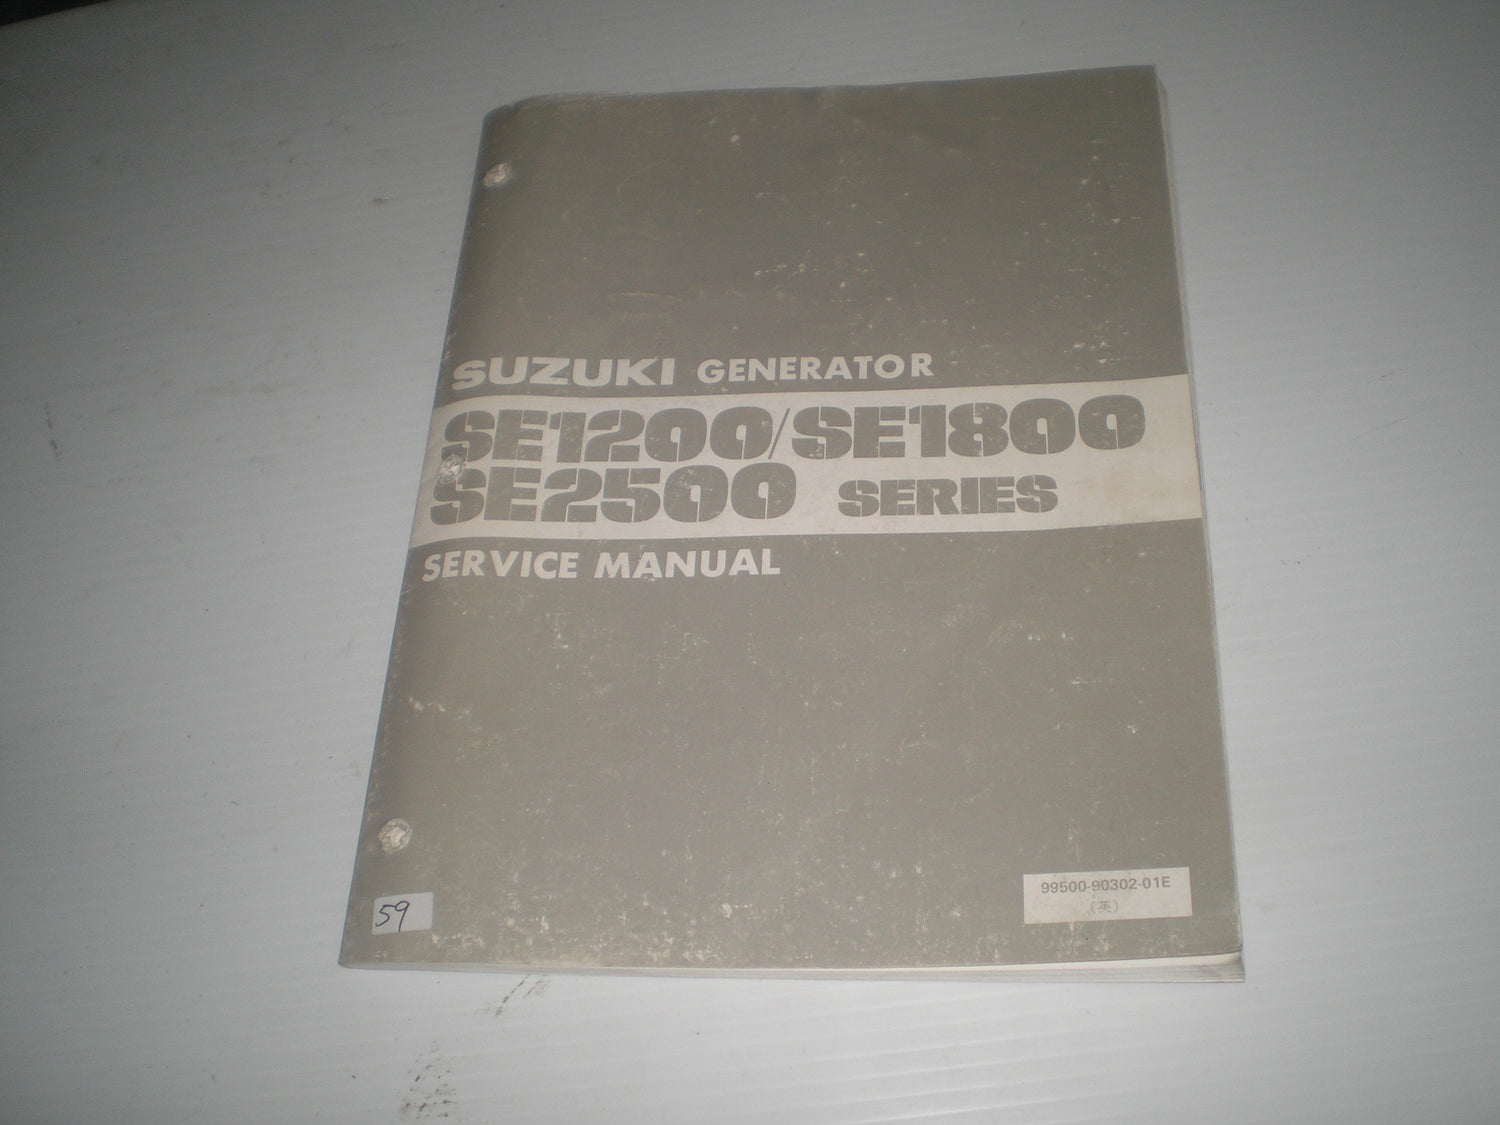 SUZUKI GENERATOR
SE1200/SE1800
SE2500 SERIES
SERVICE MANUAL
99500-90302-01E
(英)
59